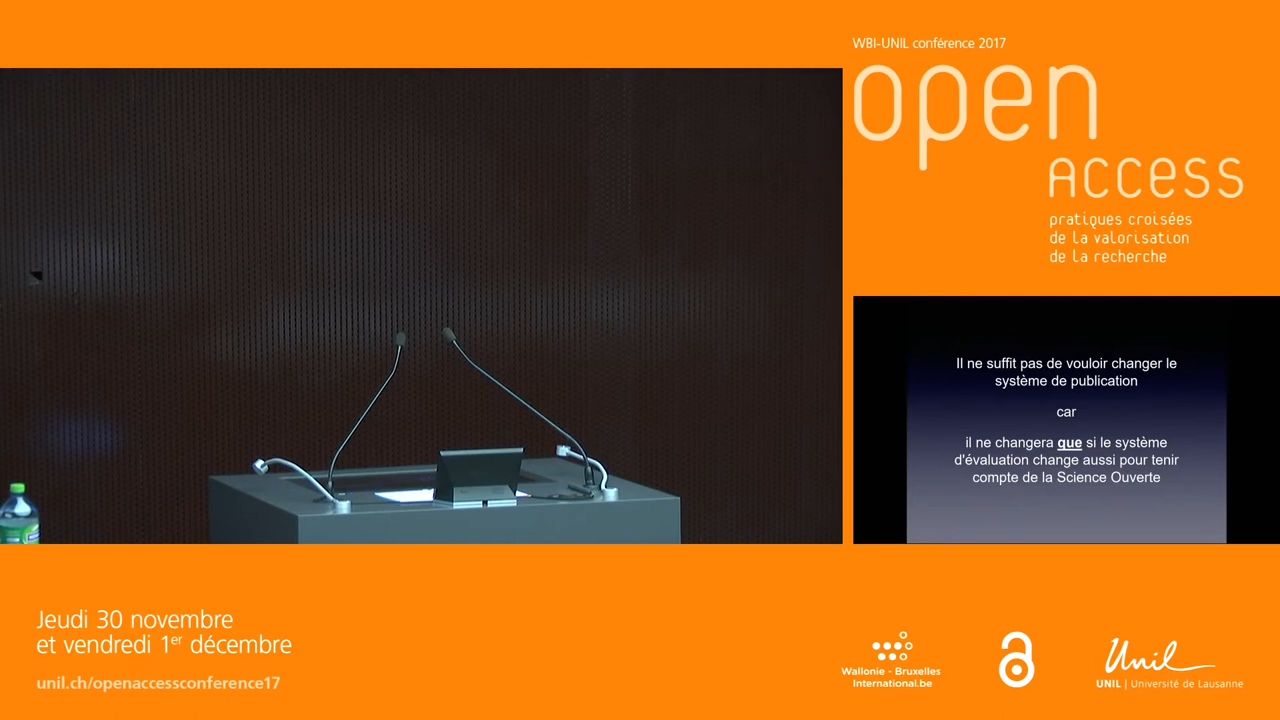 WBI-UNIL conférence 2017
open
access
pratiques croisées
de la valorisation
de la recherche
Il ne suffit pas de vouloir changer le
système de publication
car
il ne changera que si le système
d'évaluation change aussi pour tenir
compte de la Science Ouverte
Jeudi 30 novembre
et vendredi 1er décembre
unil.ch/openaccessconference17
Wallonie - Bruxelles
International.be
Unil
UNIL | Université de Lausanne